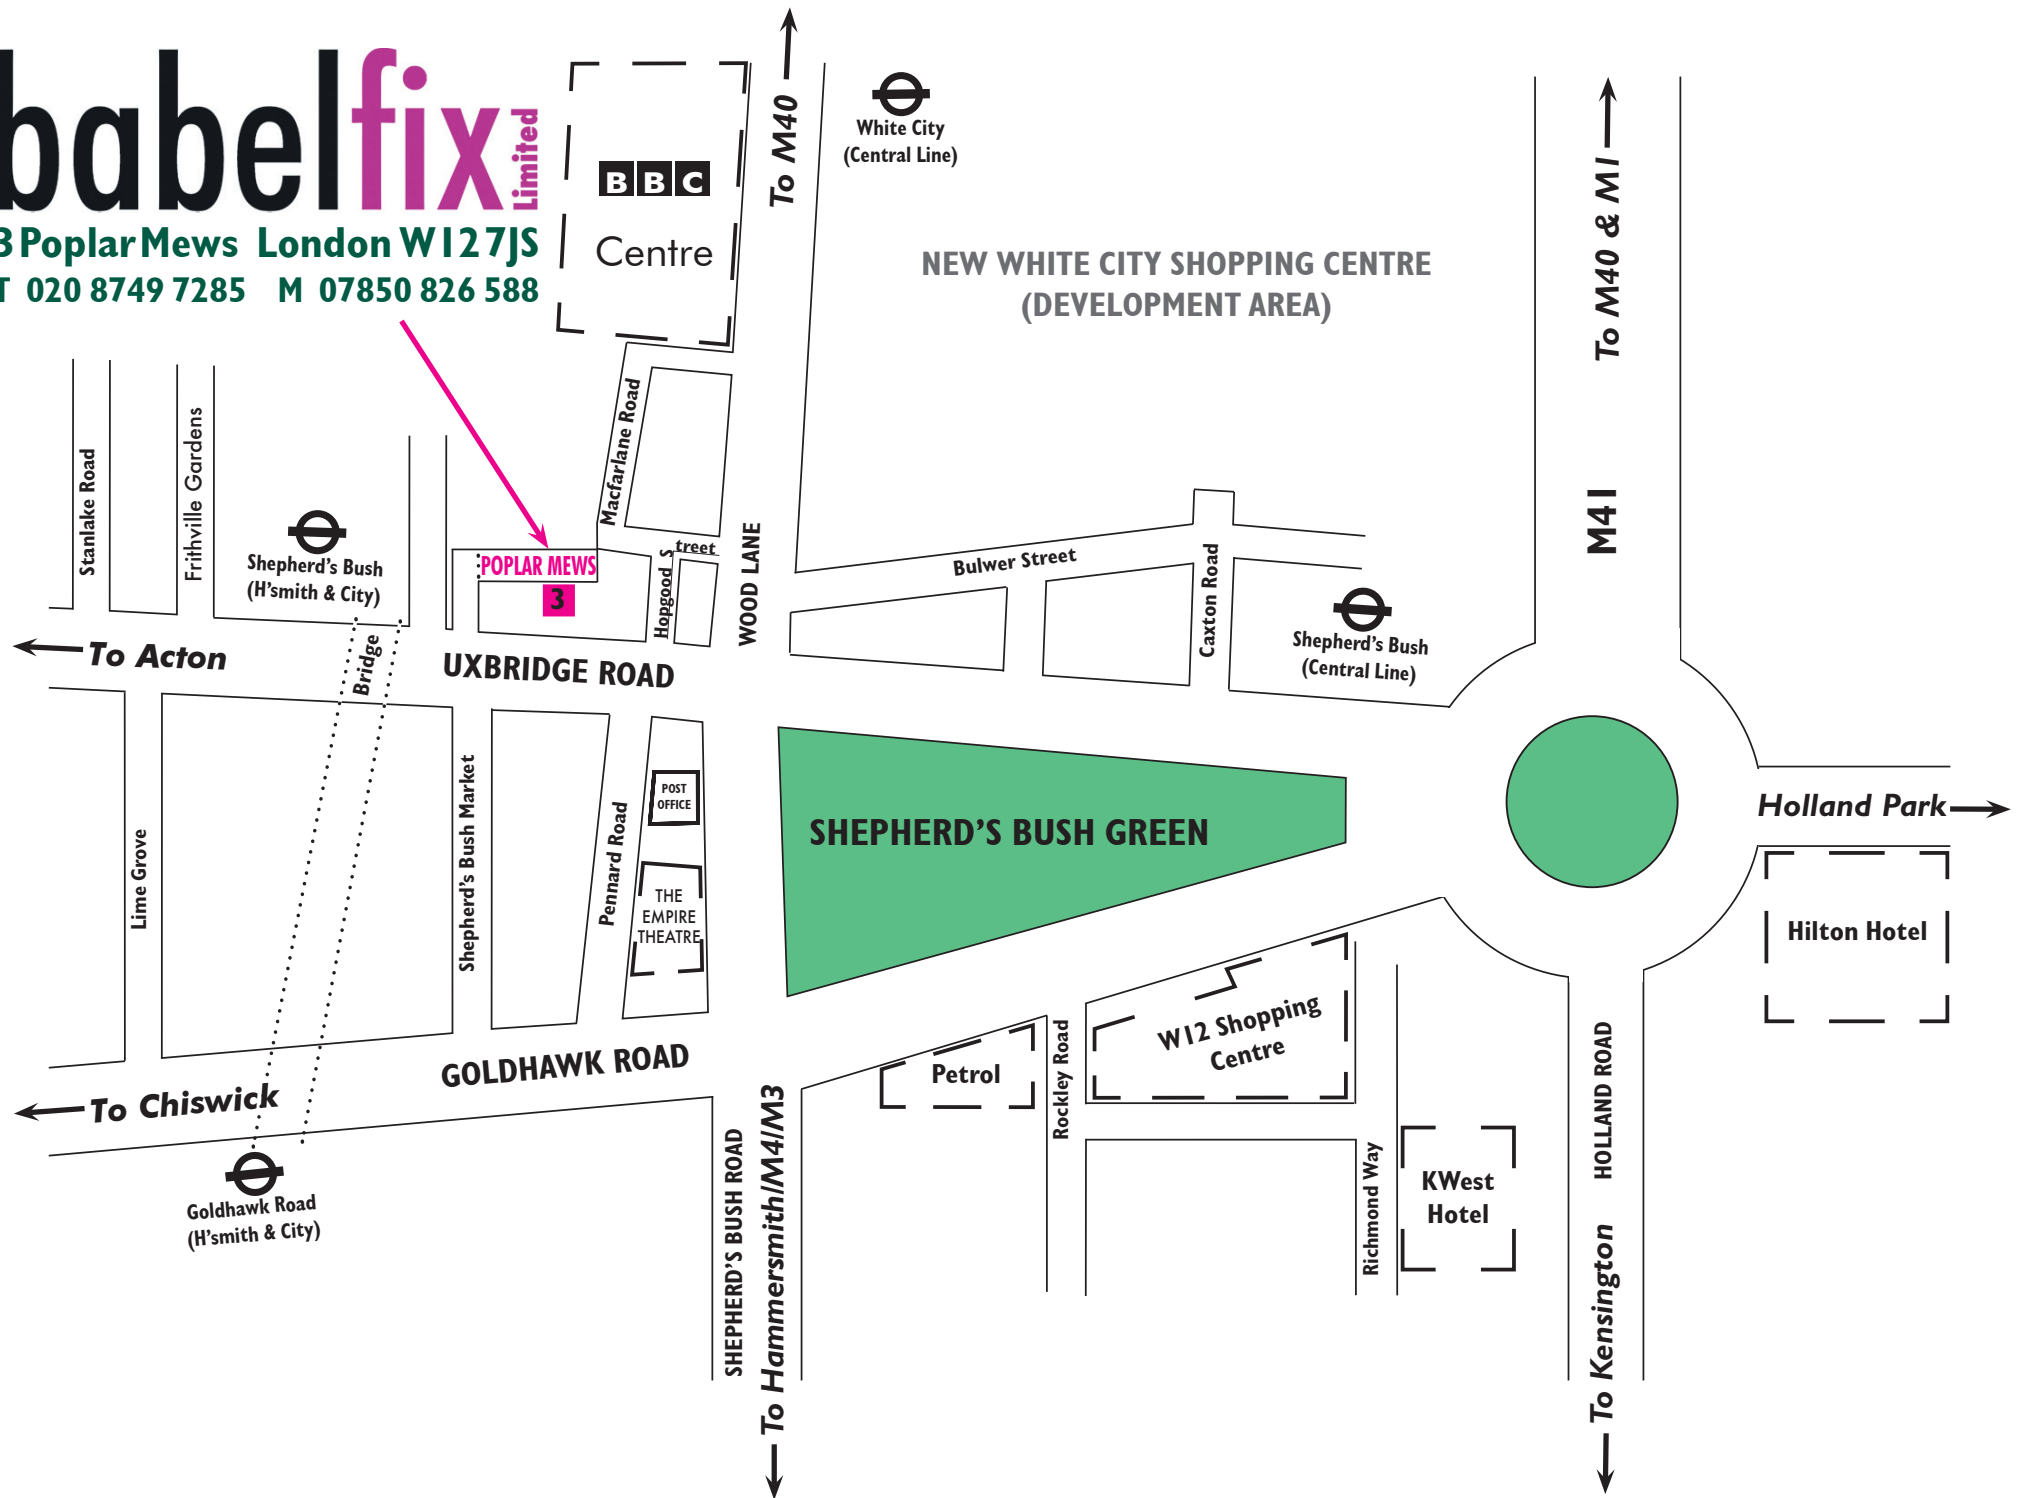 babelfix Limited
3 Poplar Mews London W12 7JS
T 020 8749 7285 M 07850 826 588
BBC
Centre
To M40
White City
(Central Line)
NEW WHITE CITY SHOPPING CENTRE
(DEVELOPMENT AREA)
To M40 & M1
M41
Stanlake Road
Frithville Gardens
Shepherd's Bush
(H'smith & City)
Macfarlane Road
POPLAR MEWS
3
Hopgood Street
WOOD LANE
Bulwer Street
Caxton Road
Shepherd's Bush
(Central Line)
To Acton
Bridge
UXBRIDGE ROAD
Lime Grove
Shepherd's Bush Market
Pennard Road
POST
OFFICE
THE
EMPIRE
THEATRE
SHEPHERD'S BUSH GREEN
Holland Park
Hilton Hotel
GOLDHAWK ROAD
To Chiswick
Goldhawk Road
(H'smith & City)
SHEPHERD'S BUSH ROAD
To Hammersmith/M4/M3
Petrol
Rockley Road
W12 Shopping
Centre
Richmond Way
KWest
Hotel
HOLLAND ROAD
To Kensington